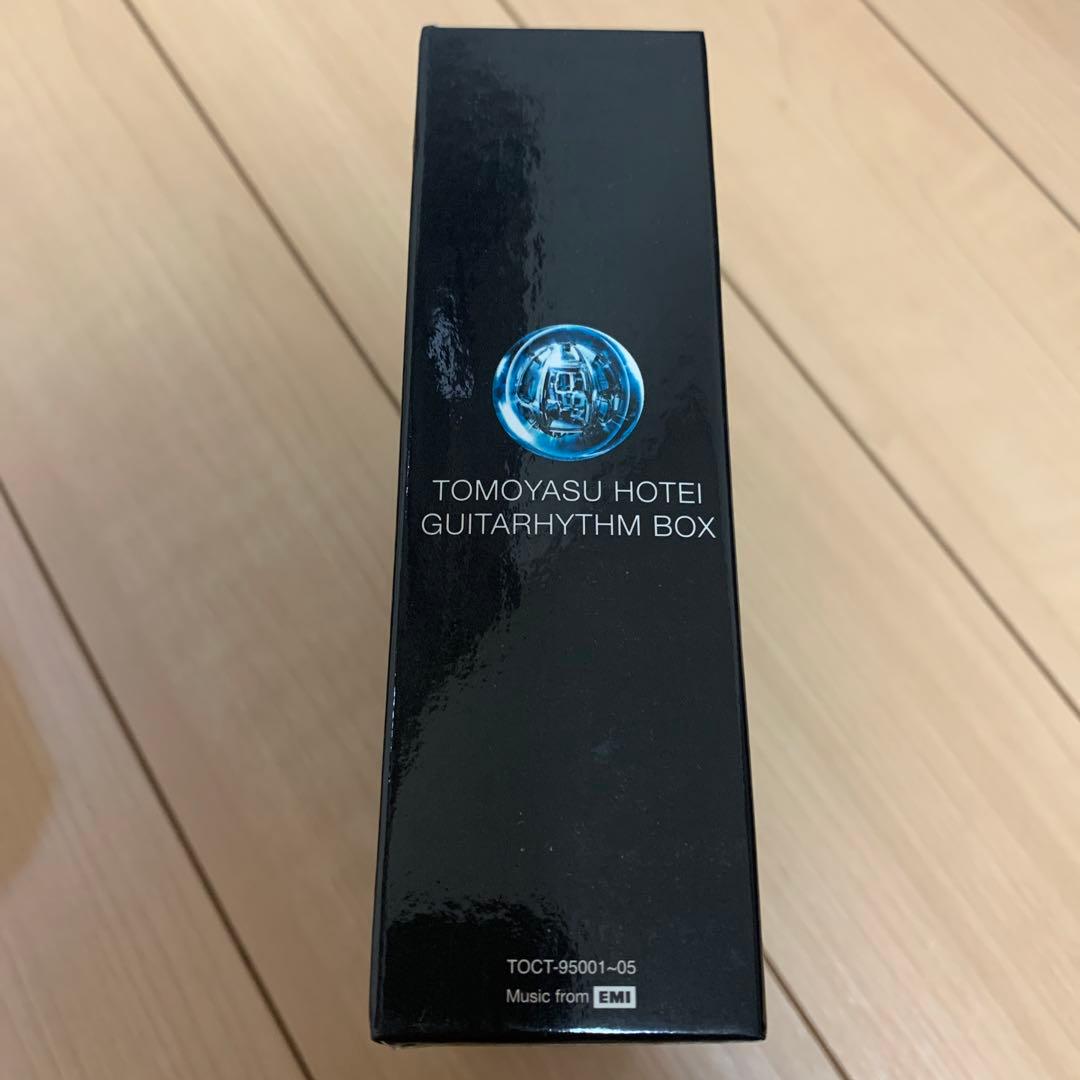 TOMOYASU HOTEI
GUITARHYTHM BOX
TOCT-95001~05
Music from EMI